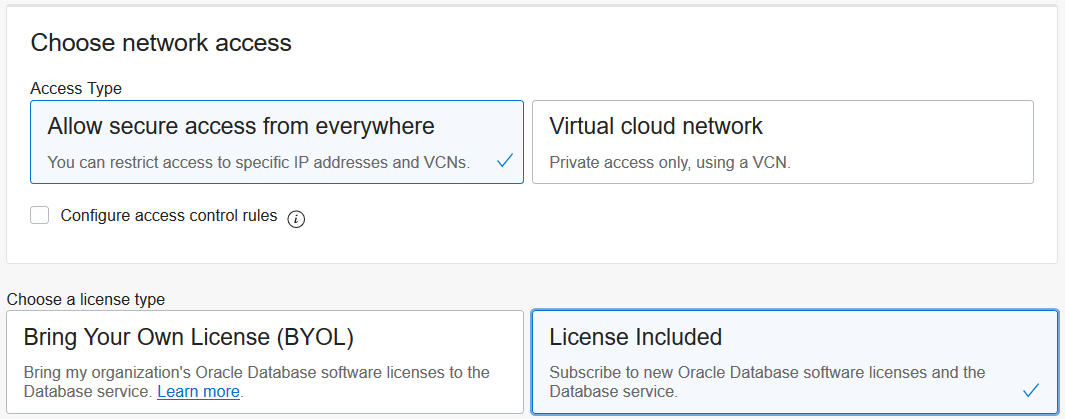 Choose network access
Access Type
Allow secure access from everywhere
You can restrict access to specific IP addresses and VCNs.
Virtual cloud network
Private access only, using a VCN.
Configure access control rules i
Choose a license type
Bring Your Own License (BYOL)
Bring my organization's Oracle Database software licenses to the
Database service. Learn more.
License Included
Subscribe to new Oracle Database software licenses and the
Database service.